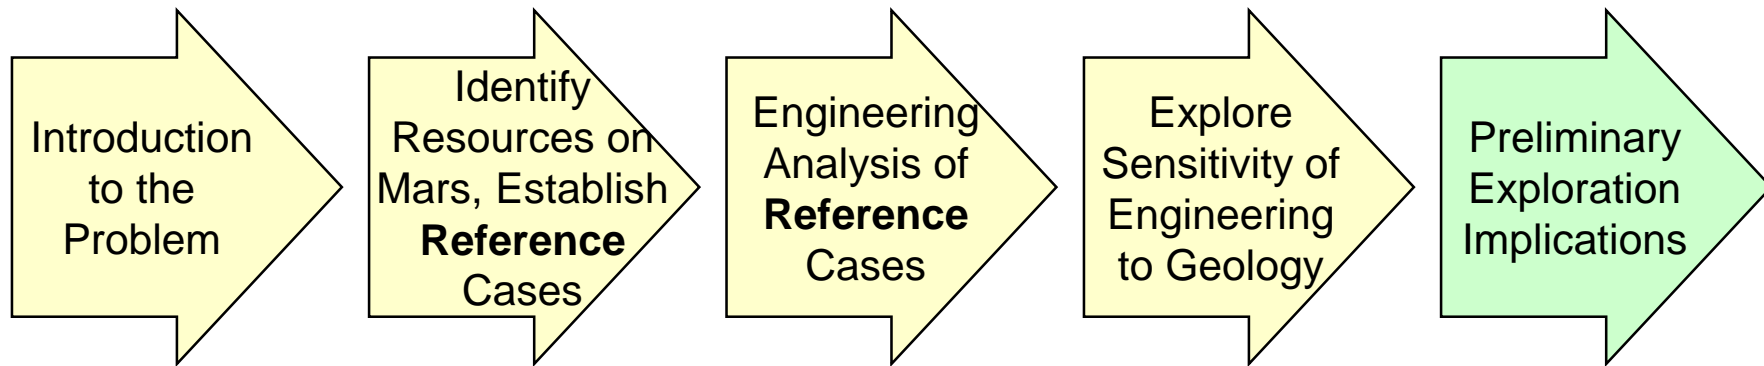 Introduction
to the
Problem
Identify
Resources on
Mars, Establish
Reference
Cases
Engineering
Analysis of
Reference
Cases
Explore
Sensitivity of
Engineering
to Geology
Preliminary
Exploration
Implications